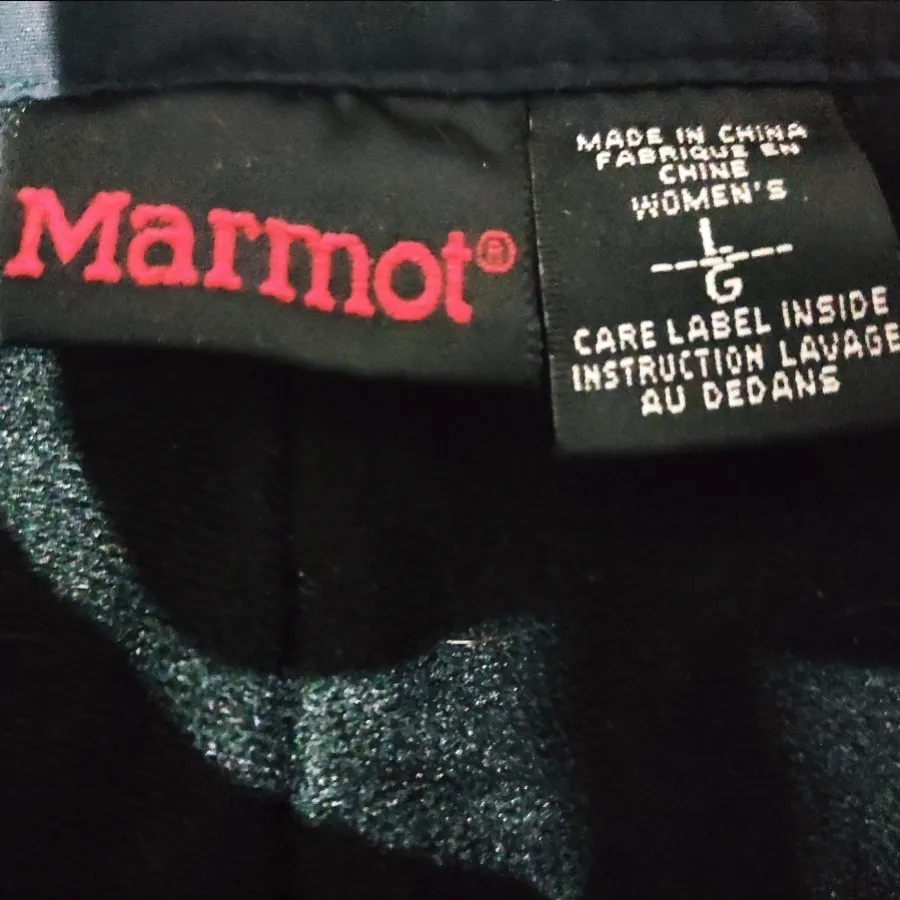 Marmot®
MADE IN CHINA
FABRIQUE EN
CHINE
WOMEN'S
L
G
CARE LABEL INSIDE
INSTRUCTION LAVAGE
AU DEDANS